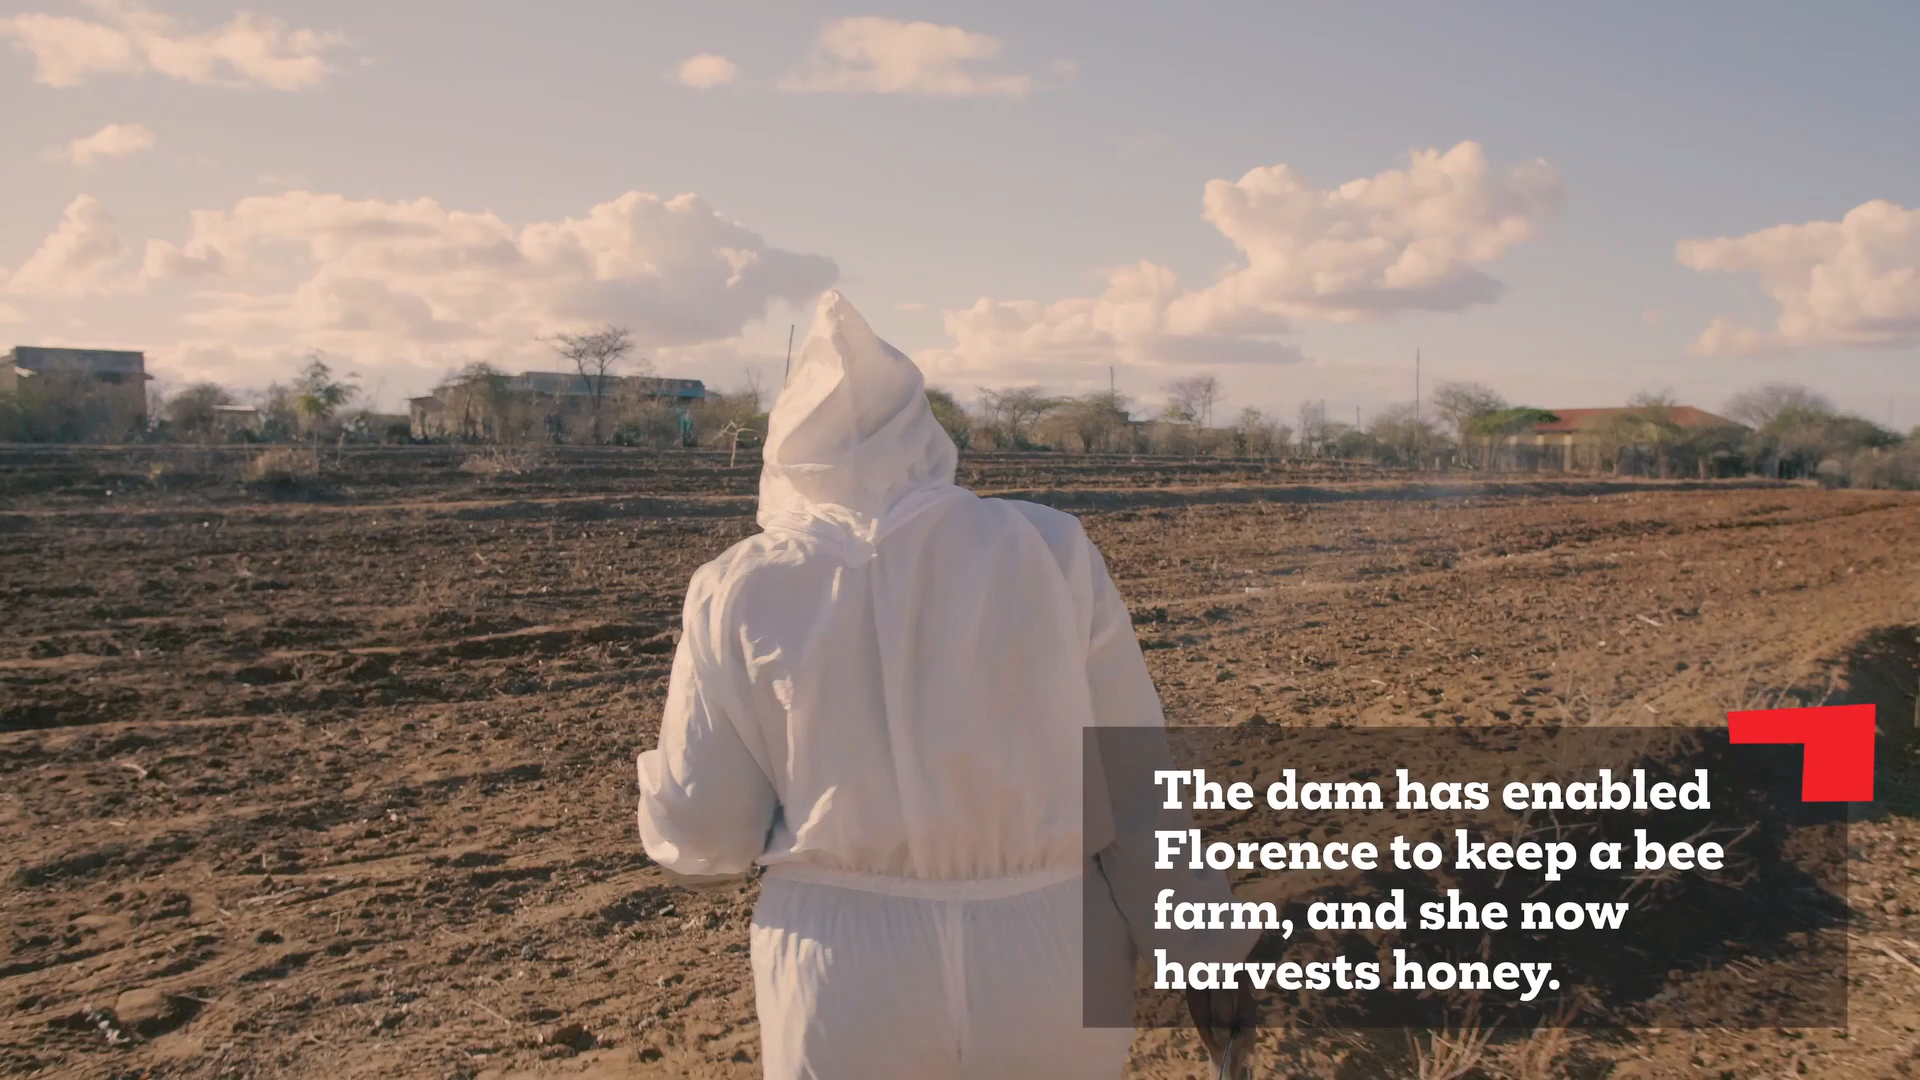 The dam has enabled
Florence to keep a bee
farm, and she now
harvests honey.